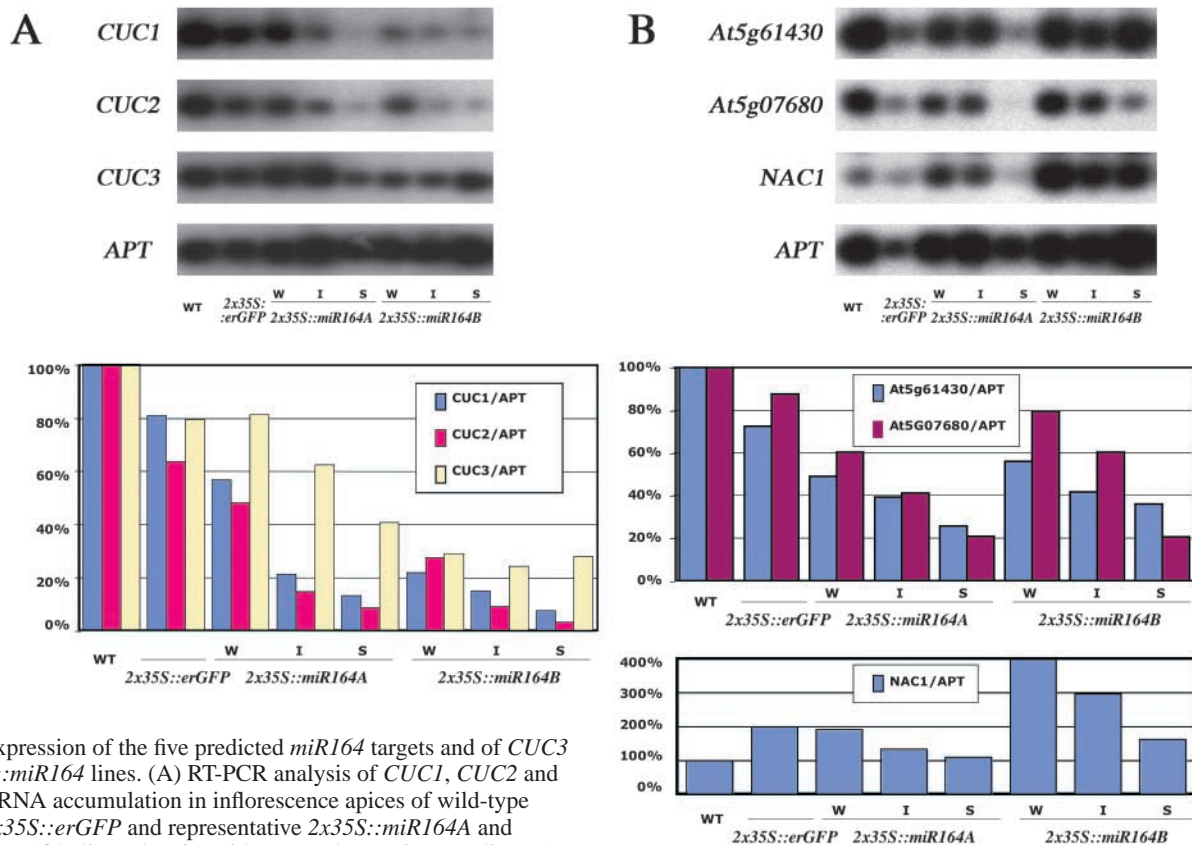 A
CUC1
CUC2
CUC3
APT
WT
2x35S:
:erGFP
W I S
2x35S::miR164A
W I S
2x35S::miR164B
B
At5g61430
At5g07680
NAC1
APT
WT
2x35S:
:erGFP
W I S
2x35S::miR164A
W I S
2x35S::miR164B
100%
80%
60%
40%
20%
0%
CUC1/APT
CUC2/APT
CUC3/APT
WT
2x35S::erGFP
W I S
2x35S::miR164A
W I S
2x35S::miR164B
100%
80%
60%
40%
20%
0%
At5g61430/APT
At5G07680/APT
WT
2x35S::erGFP
W I S
2x35S::miR164A
W I S
2x35S::miR164B
400%
300%
200%
100%
0%
NAC1/APT
WT
2x35S::erGFP
W I S
2x35S::miR164A
W I S
2x35S::miR164B
xpression of the five predicted miR164 targets and of CUC3
::miR164 lines. (A) RT-PCR analysis of CUC1, CUC2 and
RNA accumulation in inflorescence apices of wild-type
x35S::erGFP and representative 2x35S::miR164A and